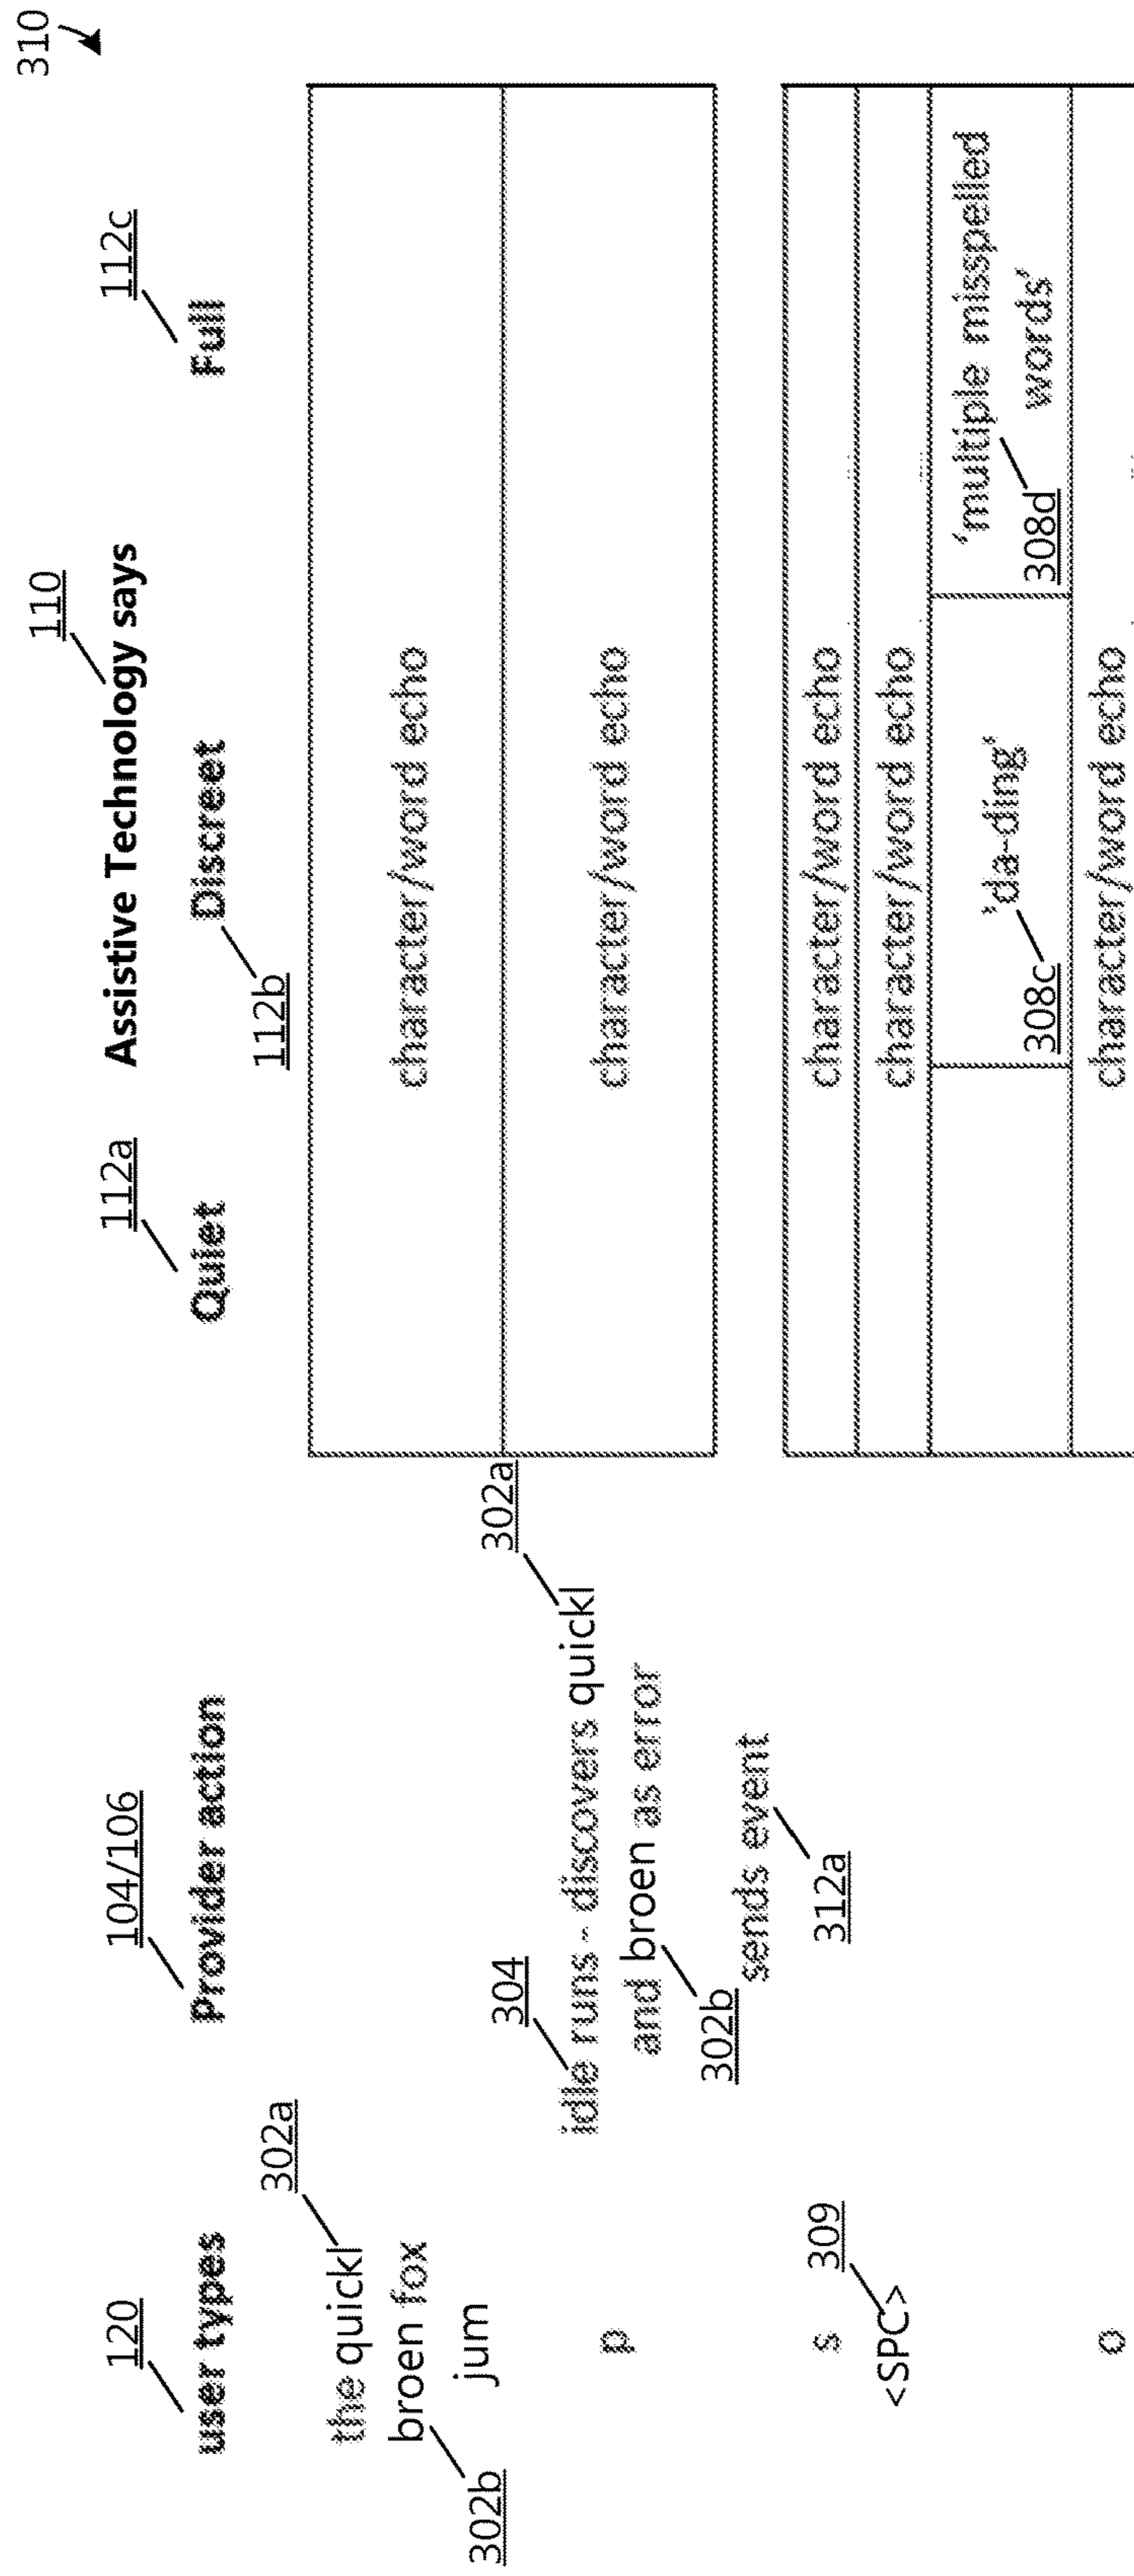 310
110
Assistive Technology says
120
user types
104/106
Provider action
112a
Quiet
Discreet
112b
112c
Full
302a
the quickl
broen fox
jum
302b
character/word echo
p
304
302a
idle runs - discovers quickl
and broen as error
302b
sends event
312a
character/word echo
s
character/word echo
309
<SPC>
character/word echo
'da-ding'
308c
'multiple misspelled
words'
308d
o
character/word echo